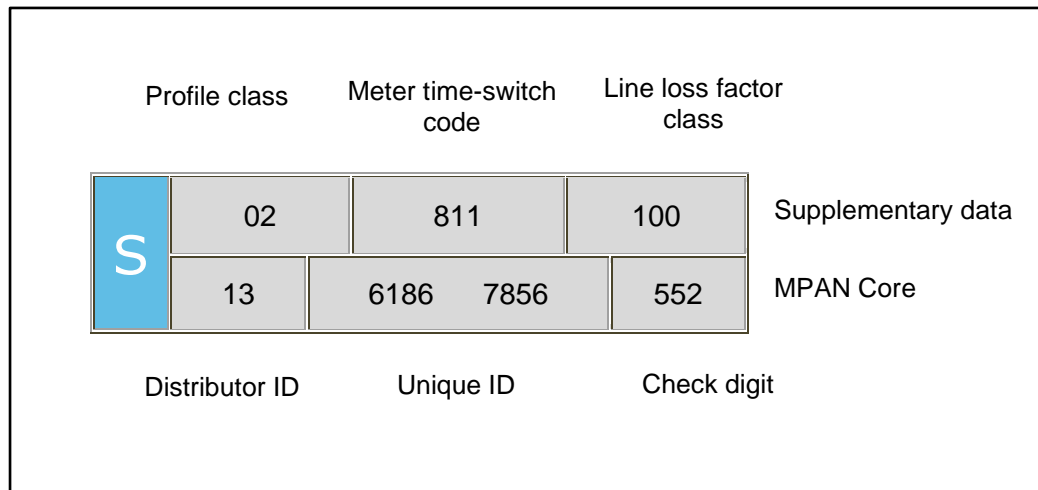 Profile class Meter time-switch code Line loss factor class
S 02 811 100 Supplementary data
13 6186 7856 552 MPAN Core
Distributor ID Unique ID Check digit